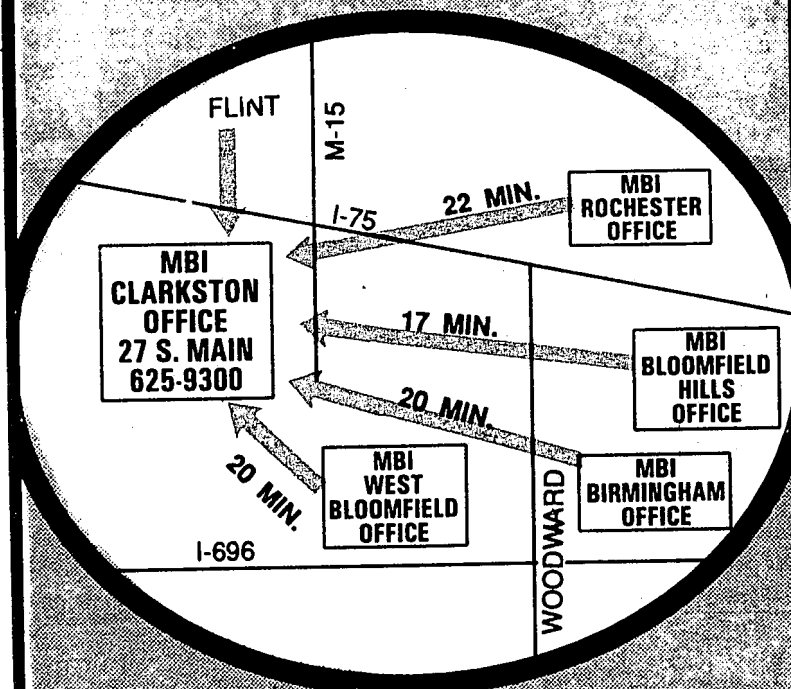 FLINT
M-15
I-75
22 MIN.
MBI
ROCHESTER
OFFICE
MBI
CLARKSTON
OFFICE
27 S. MAIN
625-9300
17 MIN.
MBI
BLOOMFIELD
HILLS
OFFICE
20 MIN.
20 MIN.
MBI
WEST
BLOOMFIELD
OFFICE
MBI
BIRMINGHAM
OFFICE
I-696
WOODWARD